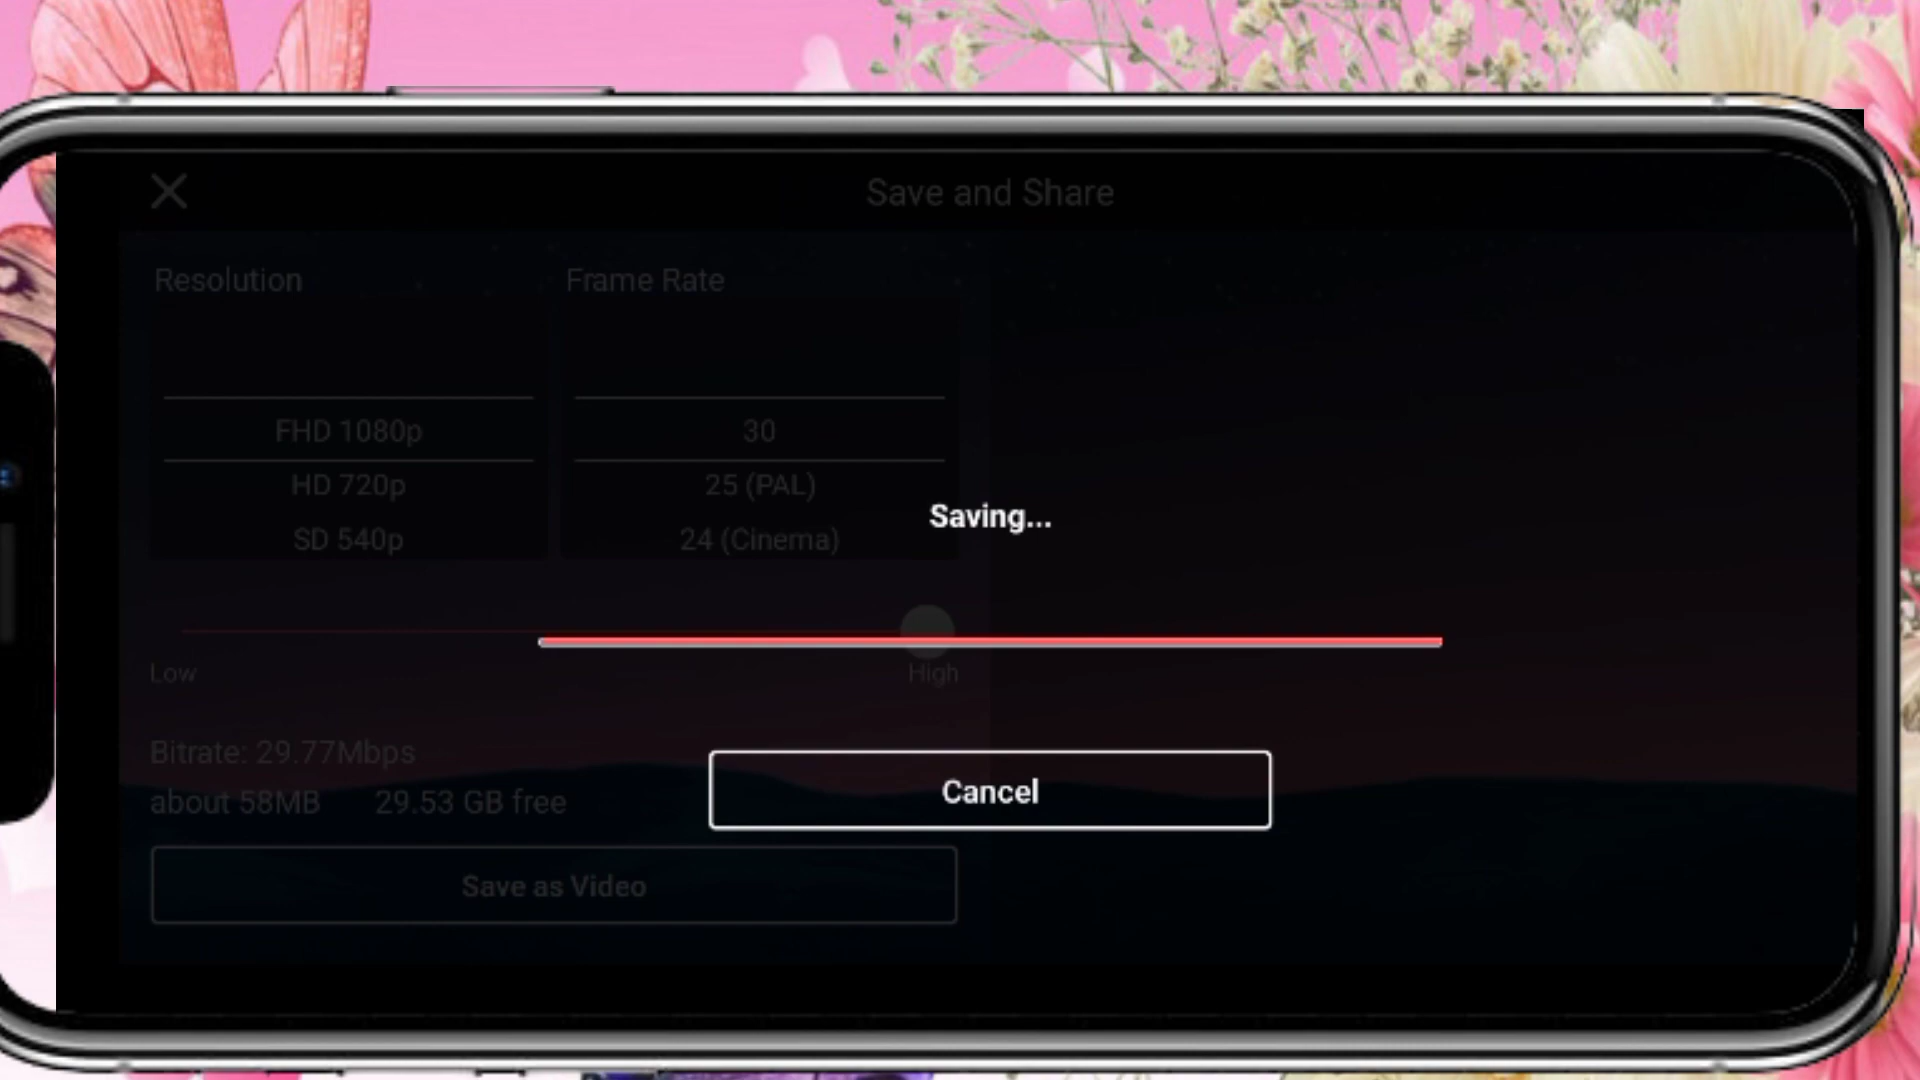 Save and Share
Resolution
Frame Rate
FHD 1080p
30
HD 720p
25 (PAL)
SD 540p
24 (Cinema)
Saving...
Low
High
Bitrate: 29.77Mbps
about 58MB 29.53 GB free
Cancel
Save as Video